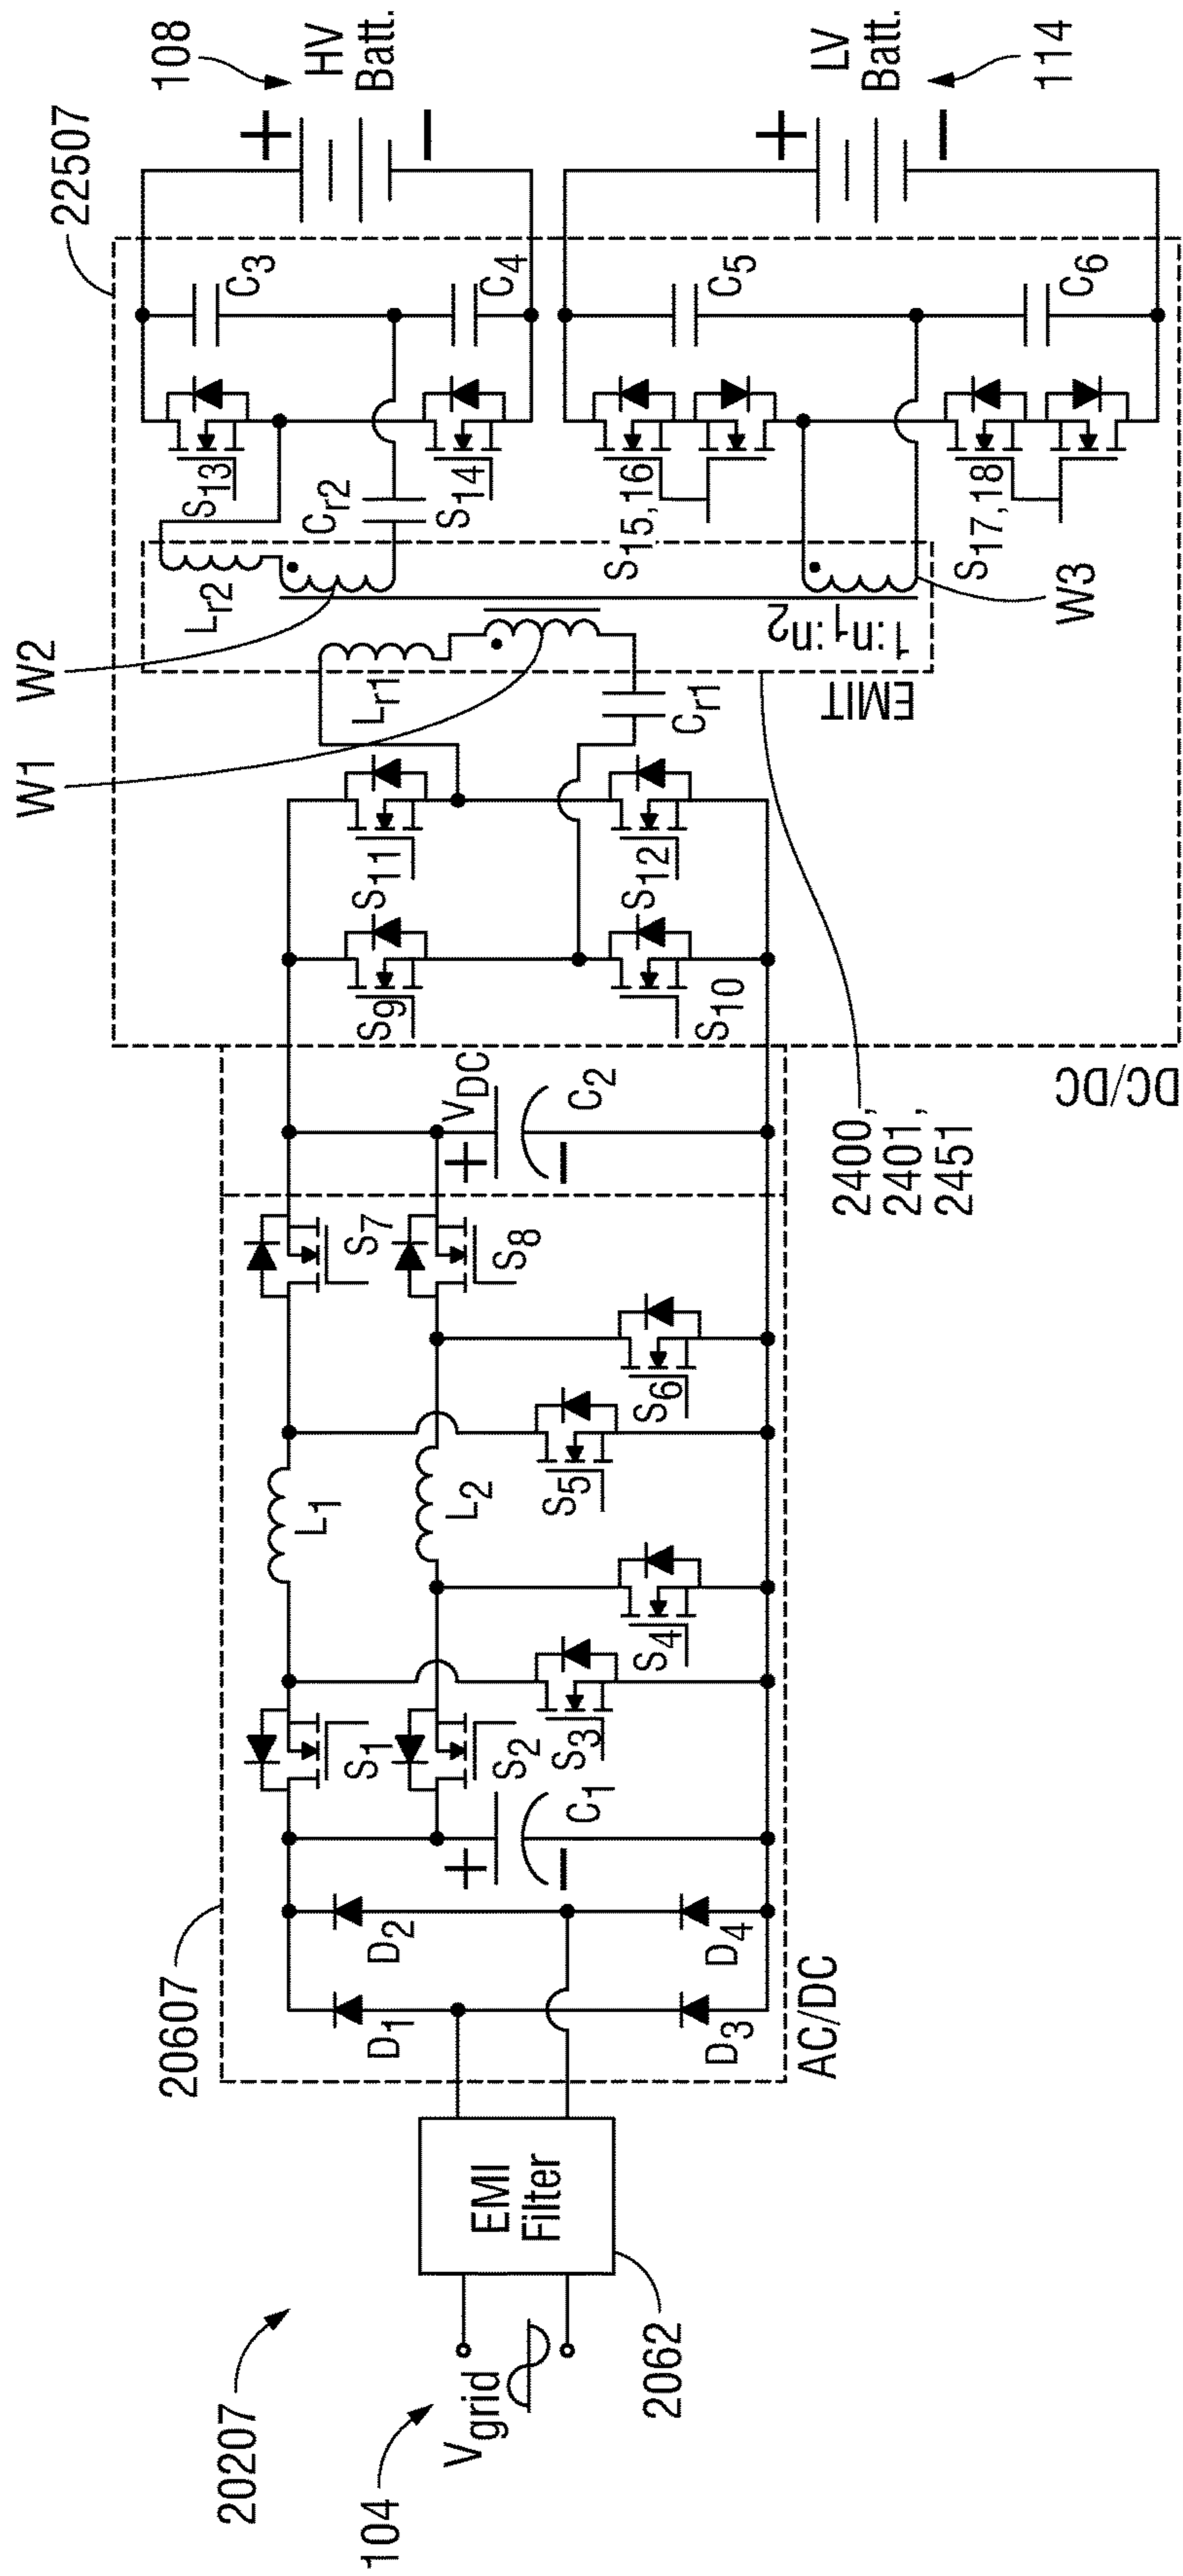 20207
104
V_grid
2062
EMI
Filter
20607
AC/DC
D1
D2
D3
D4
C1
+
−
S1
S2
S3
S4
L1
L2
S5
S6
S7
S8
V_DC
+
−
C2
DC/DC
22507
S9
S10
S11
S12
W1
W2
Lr1
Cr1
EMIT
1:n1:n2
2400,
2401,
2451
Lr2
Cr2
W3
S13
S14
S15,16
S17,18
C3
C4
C5
C6
+
−
HV
Batt.
108
+
−
LV
Batt.
114